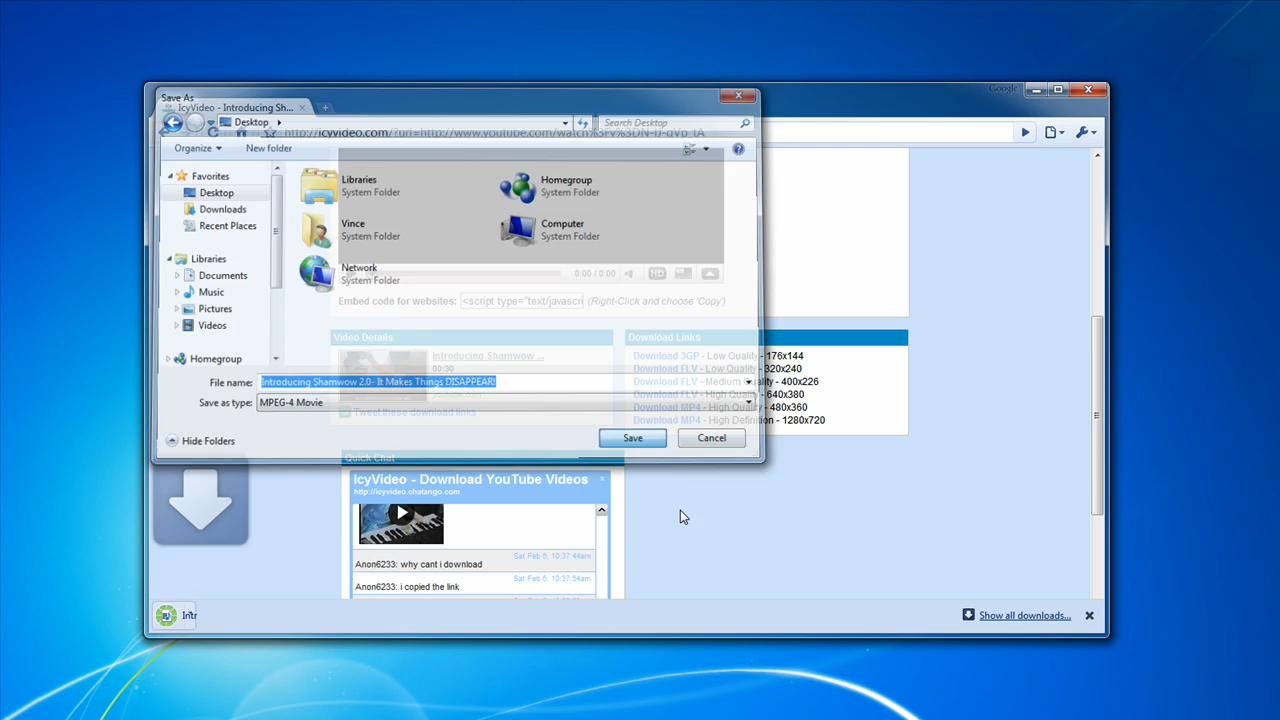 Save As
Google
IcyVideo - Introducing Sh...
Desktop
Search Desktop
http://icyvideo.com/?url=http://www.youtube.com/watch%3Fv%3DN-
Organize
New folder
Favorites
Desktop
Downloads
Recent Places
Libraries
Documents
Music
Pictures
Videos
Homegroup
Libraries
System Folder
Homegroup
System Folder
Vince
System Folder
Computer
System Folder
Network
System Folder
0:00 / 0:00
HD
Embed code for websites: <script type="text/javascri (Right-Click and choose 'Copy')
Video Details
Introducing Shamwow ...
00:30
Tweet these download links
Download Links
Download 3GP - Low Quality - 176x144
Download FLV - Low Quality - 320x240
Download FLV - Medium Quality - 400x226
Download FLV - High Quality - 640x380
Download MP4 - High Quality - 480x360
Download MP4 - High Definition - 1280x720
File name: Introducing Shamwow 2.0- It Makes Things DISAPPEAR!
Save as type: MPEG-4 Movie
Hide Folders
Save
Cancel
Quick Chat
IcyVideo - Download YouTube Videos
x
http://icyvideo.chatango.com
Sat Feb 6, 10:37:44am
Anon6233: why cant i download
Sat Feb 6, 10:37:54am
Anon6233: i copied the link
Intr
Show all downloads...